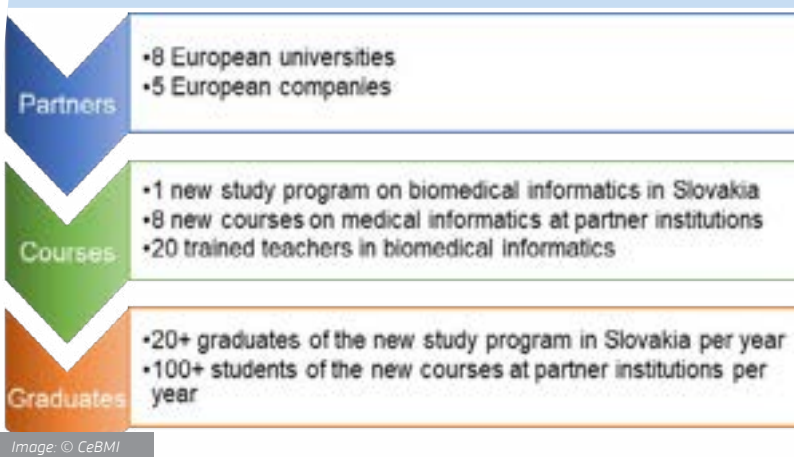 Partners
•8 European universities
•5 European companies
Courses
•1 new study program on biomedical informatics in Slovakia
•8 new courses on medical informatics at partner institutions
•20 trained teachers in biomedical informatics
Graduates
•20+ graduates of the new study program in Slovakia per year
•100+ students of the new courses at partner institutions per
year
Image: © CeBMI